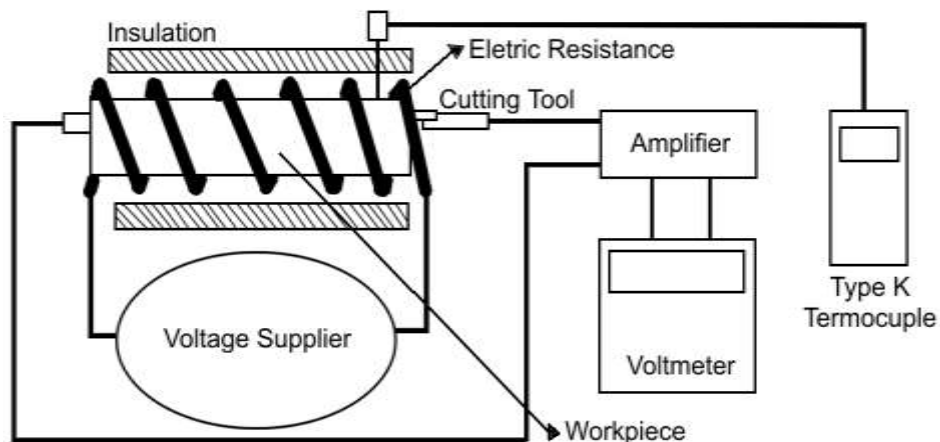 Insulation
Eletric Resistance
Cutting Tool
Amplifier
Type K
Termocuple
Voltage Supplier
Voltmeter
Workpiece